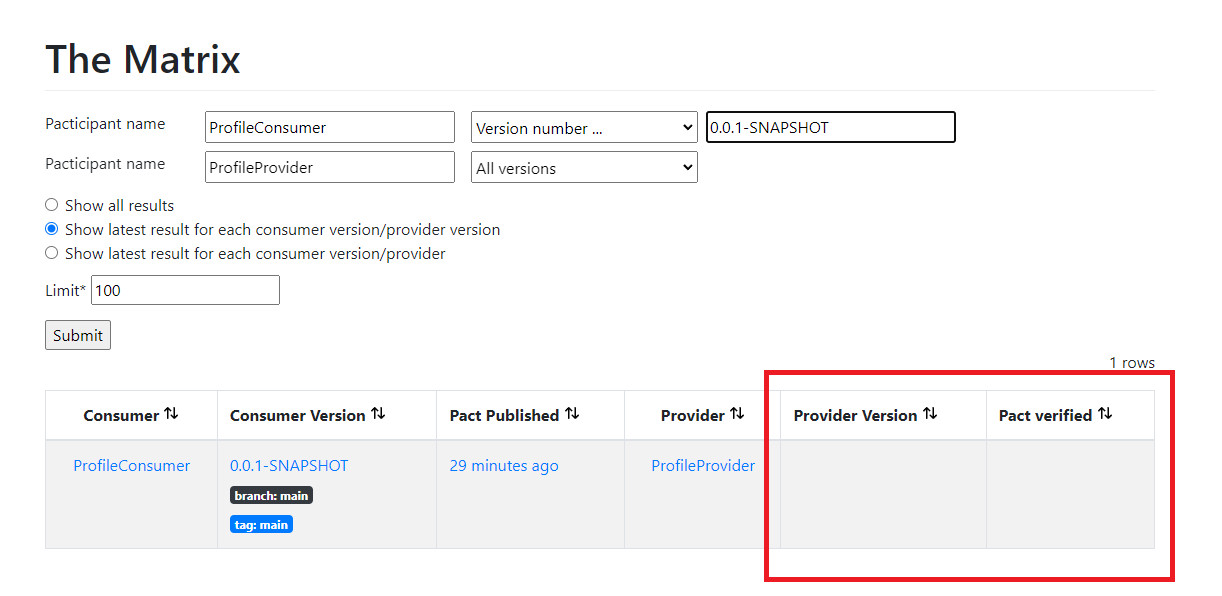 The Matrix
Pacticipant name ProfileConsumer Version number ... 0.0.1-SNAPSHOT
Pacticipant name ProfileProvider All versions
Show all results
Show latest result for each consumer version/provider version
Show latest result for each consumer version/provider
Limit* 100
Submit
1 rows
Consumer Consumer Version Pact Published Provider Provider Version Pact verified
ProfileConsumer 0.0.1-SNAPSHOT 29 minutes ago ProfileProvider
branch: main
tag: main